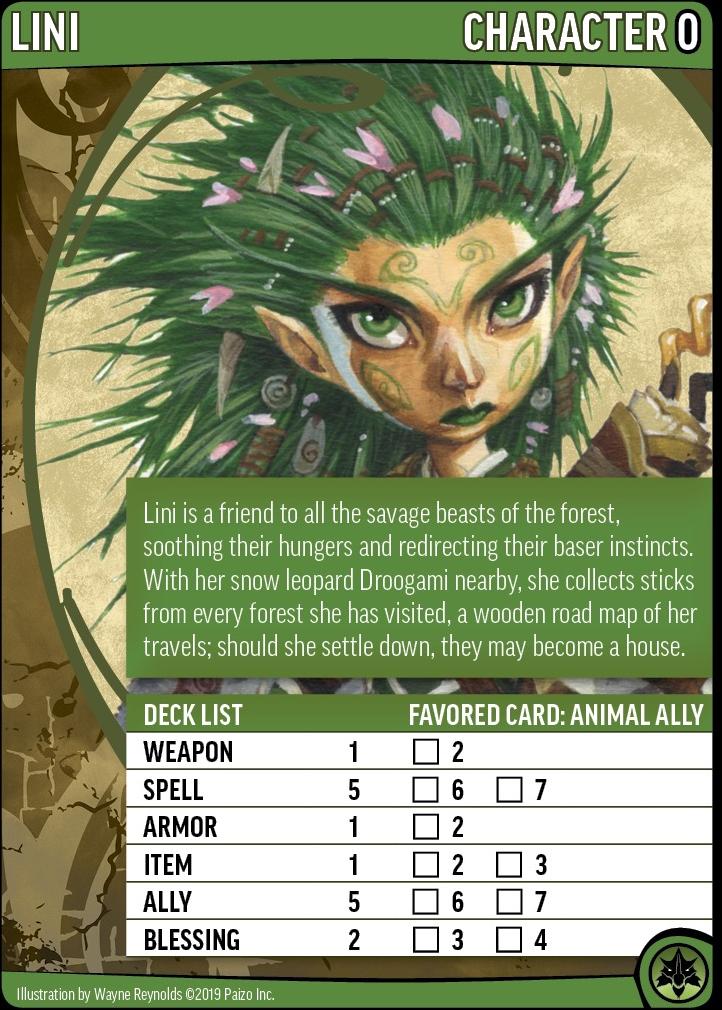 LINI CHARACTER 0
Lini is a friend to all the savage beasts of the forest,
soothing their hungers and redirecting their baser instincts.
With her snow leopard Droogami nearby, she collects sticks
from every forest she has visited, a wooden road map of her
travels; should she settle down, they may become a house.
DECK LIST FAVORED CARD: ANIMAL ALLY
WEAPON 1 2
SPELL 5 6 7
ARMOR 1 2
ITEM 1 2 3
ALLY 5 6 7
BLESSING 2 3 4
Illustration by Wayne Reynolds ©2019 Paizo Inc.